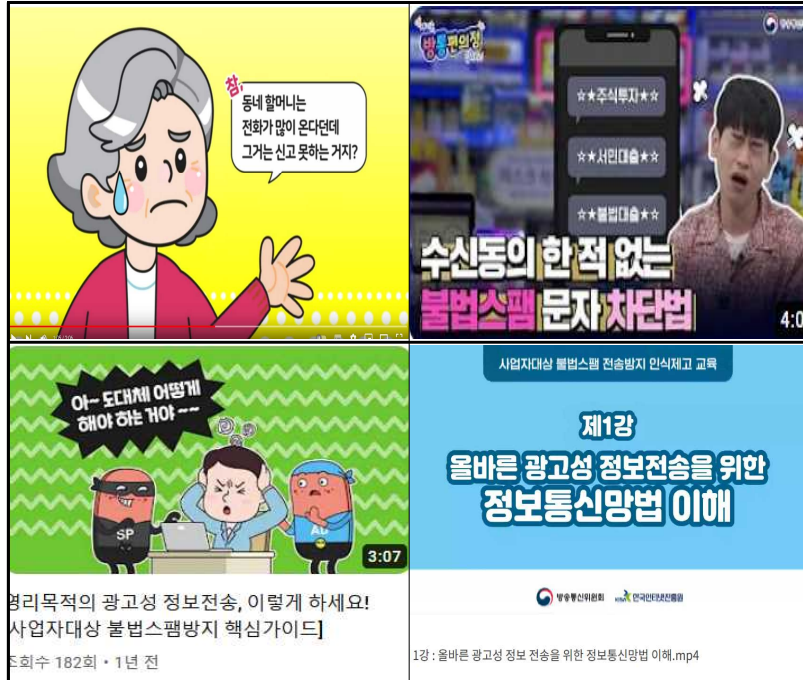 참,
동네 할머니는
전화가 많이 온다던데
그거는 신고 못하는 거지?
방통편의점
☆★주식투자★☆
☆★서민대출★☆
☆★불법대출★☆
수신동의 한 적 없는
불법스팸 문자 차단법
4:0
아~ 도대체 어떻게
해야 하는 거야 ~~
SP
AD
3:07
영리목적의 광고성 정보전송, 이렇게 하세요!
사업자대상 불법스팸방지 핵심가이드]
조회수 182회 • 1년 전
사업자대상 불법스팸 전송방지 인식제고 교육
제1강
올바른 광고성 정보전송을 위한
정보통신망법 이해
방송통신위원회
KISA 한국인터넷진흥원
1강 : 올바른 광고성 정보 전송을 위한 정보통신망법 이해.mp4